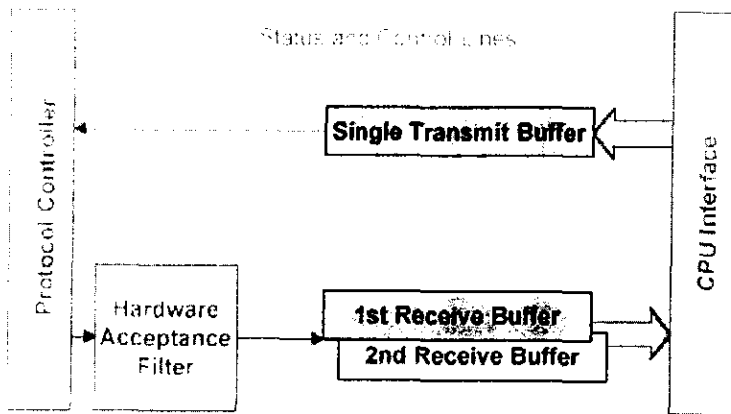 Status and Control Lines
Protocol Controller
Single Transmit Buffer
CPU Interface
Hardware
Acceptance
Filter
1st Receive Buffer
2nd Receive Buffer